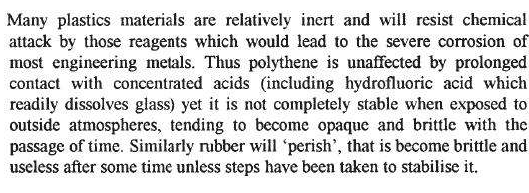 Many plastics materials are relatively inert and will resist chemical
attack by those reagents which would lead to the severe corrosion of
most engineering metals. Thus polythene is unaffected by prolonged
contact with concentrated acids (including hydrofluoric acid which
readily dissolves glass) yet it is not completely stable when exposed to
outside atmospheres, tending to become opaque and brittle with the
passage of time. Similarly rubber will ‘perish’, that is become brittle and
useless after some time unless steps have been taken to stabilise it.